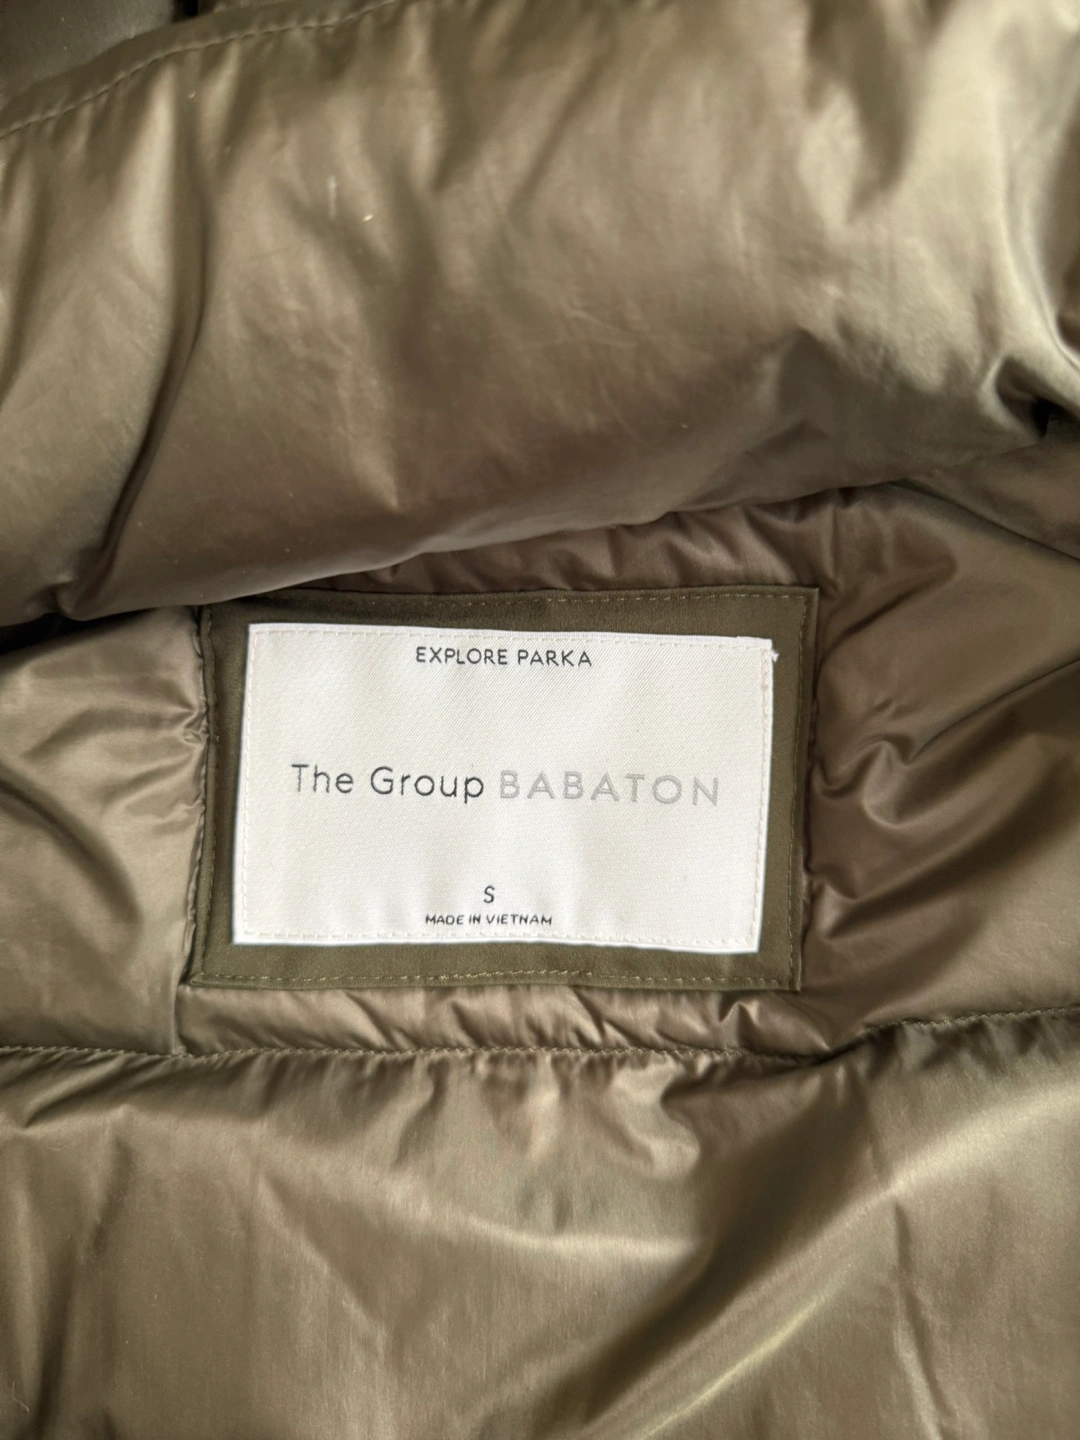 EXPLORE PARKA
The Group BABATON
S
MADE IN VIETNAM